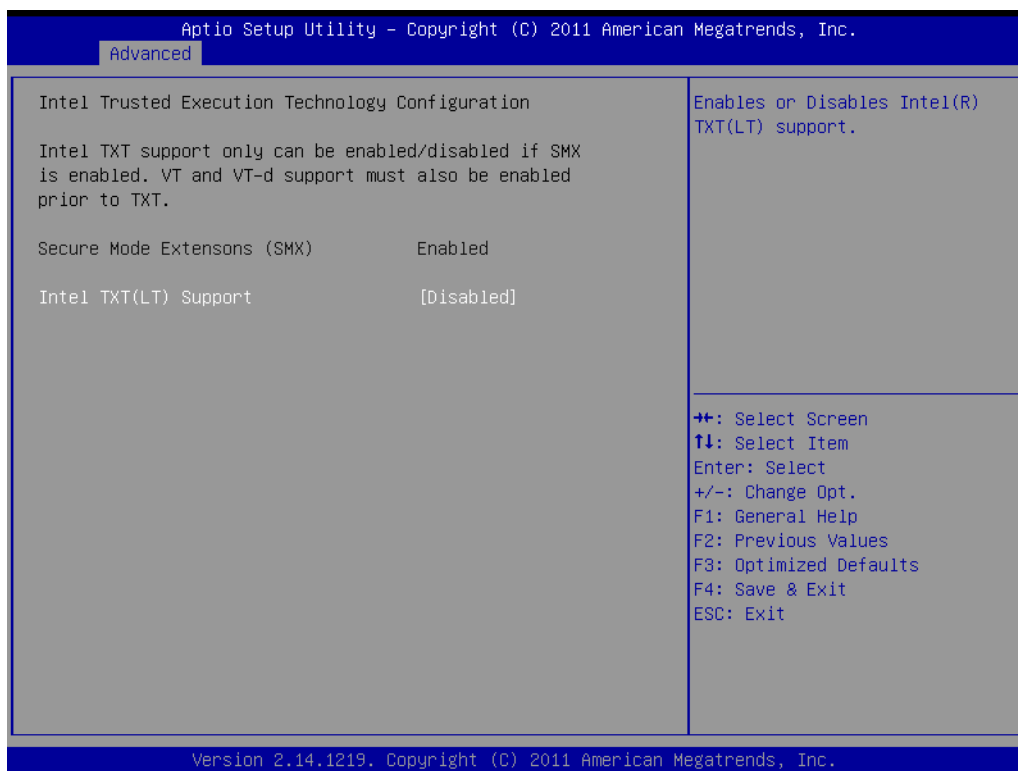 Aptio Setup Utility – Copyright (C) 2011 American Megatrends, Inc.
Advanced
Intel Trusted Execution Technology Configuration
Intel TXT support only can be enabled/disabled if SMX
is enabled. VT and VT-d support must also be enabled
prior to TXT.
Secure Mode Extensons (SMX) Enabled
Intel TXT(LT) Support [Disabled]
Enables or Disables Intel(R)
TXT(LT) support.
→←: Select Screen
↑↓: Select Item
Enter: Select
+/-: Change Opt.
F1: General Help
F2: Previous Values
F3: Optimized Defaults
F4: Save & Exit
ESC: Exit
Version 2.14.1219. Copyright (C) 2011 American Megatrends, Inc.